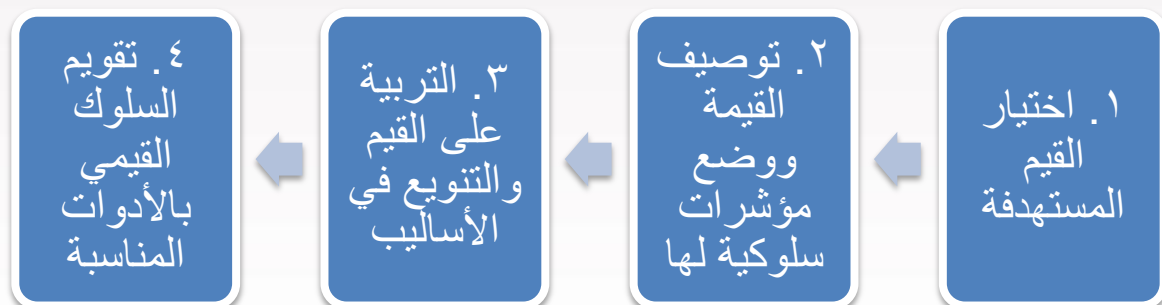 ١. اختيار
القيم
المستهدفة
٢. توصيف
القيمة
ووضع
مؤشرات
سلوكية لها
٣. التربية
على القيم
والتنويع في
الأساليب
٤. تقويم
السلوك
القيمي
بالأدوات
المناسبة